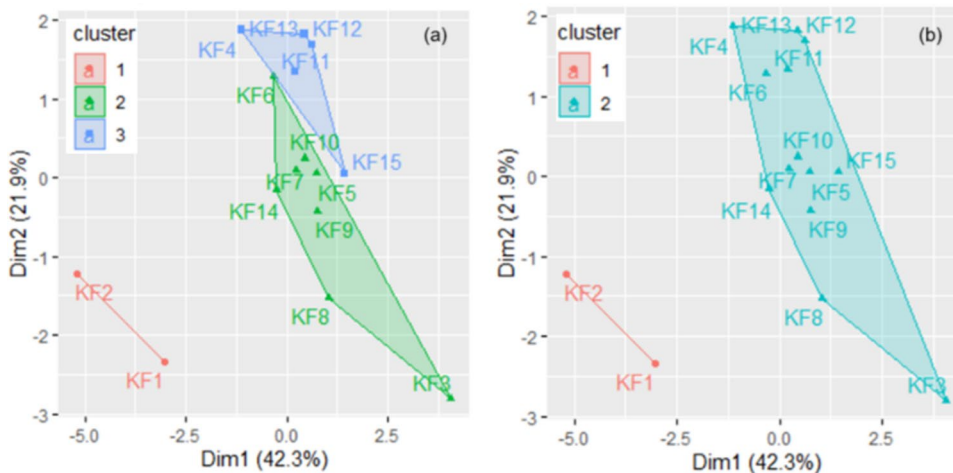 cluster
a 1
a 2
a 3
(a)
KF13
KF12
KF4
KF11
KF6
KF10
KF15
KF7
KF5
KF14
KF9
KF2
KF8
KF1
KF3
2
1
0
-1
-2
-3
-5.0
-2.5
0.0
2.5
Dim1 (42.3%)
Dim2 (21.9%)
cluster
a 1
a 2
(b)
KF13
KF12
KF4
KF11
KF6
KF10
KF15
KF7
KF5
KF14
KF9
KF2
KF8
KF1
KF3
2
1
0
-1
-2
-3
-5.0
-2.5
0.0
2.5
Dim1 (42.3%)
Dim2 (21.9%)